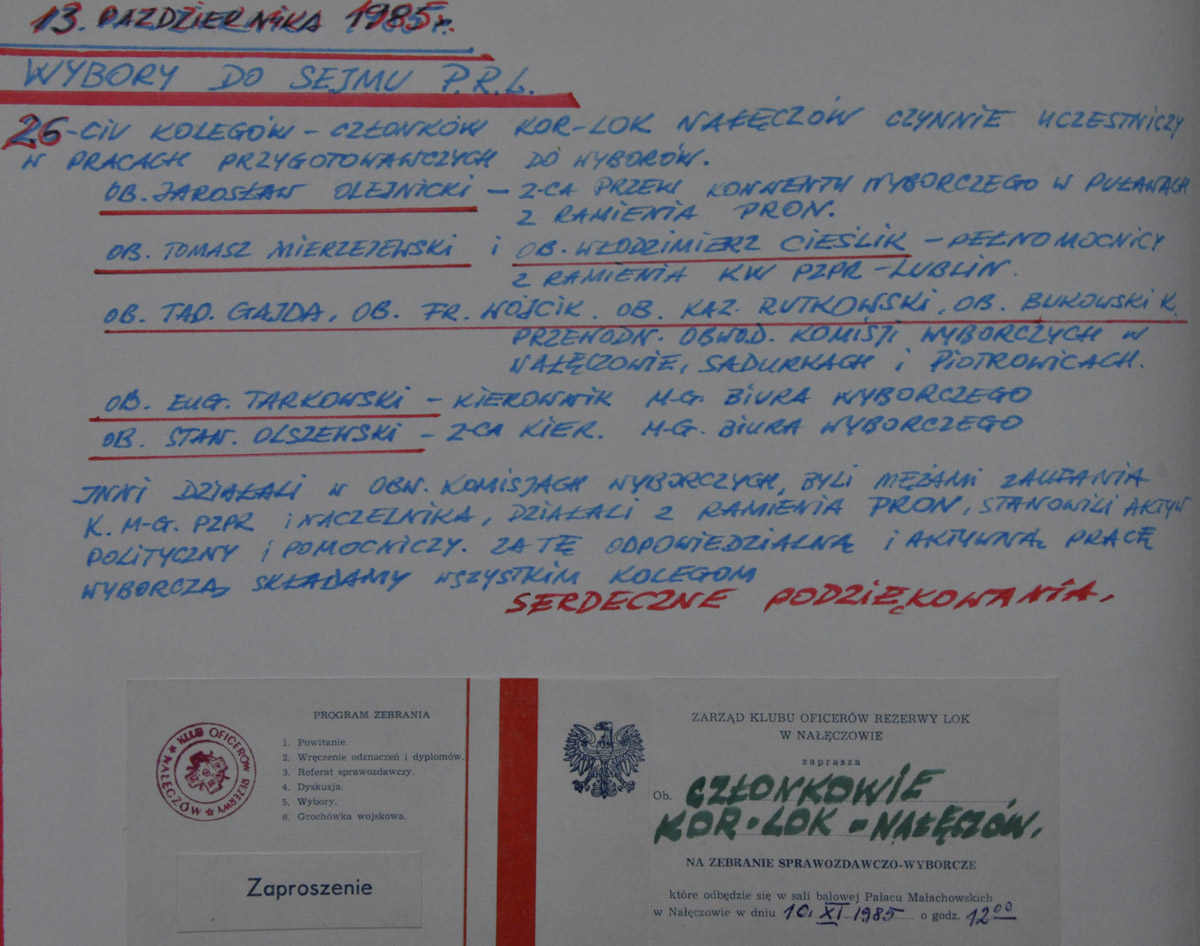 13. PAŹDZIERNIKA 1985r.
WYBORY DO SEJMU P.R.L.
26-CIU KOLEGÓW – CZŁONKÓW KOR-LOK NAŁĘCZÓW CZYNNIE UCZESTNICZY
W PRACACH PRZYGOTOWAWCZYCH DO WYBORÓW.
OB. JAROSŁAW OLEJNICKI – Z-CA PRZEW KONWENTU WYBORCZEGO W PUŁAWACH
Z RAMIENIA PRON.
OB. TOMASZ MIERZEJEWSKI i OB. WŁODZIMIERZ CIEŚLIK – PEŁNOMOCNICY
Z RAMIENIA KW PZPR – LUBLIN.
OB. TAD. GAJDA, OB. FR. WÓJCIK, OB. KAZ. RUTKOWSKI, OB. BUKOWSKI K.
PRZEWODN. OBWOD. KOMISJI WYBORCZYCH W
NAŁĘCZOWIE, SADURKACH i PIOTROWICACH.
OB. EUG. TARKOWSKI – KIEROWNIK M-G. BIURA WYBORCZEGO
OB. STAN. OLSZEWSKI – Z-CA KIER. M-G. BIURA WYBORCZEGO
INNI DZIAŁALI W OBW. KOMISJACH WYBORCZYCH, BYLI MĘŻAMI ZAUFANIA
K. M-G. PZPR i NACZELNIKA, DZIAŁALI Z RAMIENIA PRON, STANOWILI AKTYW
POLITYCZNY i POMOCNICZY. ZA TĘ ODPOWIEDZIALNĄ i AKTYWNĄ PRACĘ
WYBORCZĄ SKŁADAMY WSZYSTKIM KOLEGOM
SERDECZNE PODZIĘKOWANIA.
KLUB OFICERÓW REZERWY
NAŁĘCZÓW
PROGRAM ZEBRANIA
1. Powitanie.
2. Wręczenie odznaczeń i dyplomów.
3. Referat sprawozdawczy.
4. Dyskusja.
5. Wybory.
6. Grochówka wojskowa.
Zaproszenie
ZARZĄD KLUBU OFICERÓW REZERWY LOK
W NAŁĘCZOWIE
zaprasza
Ob. CZŁONKOWIE
KOR-LOK-NAŁĘCZÓW.
NA ZEBRANIE SPRAWOZDAWCZO-WYBORCZE
które odbędzie się w sali balowej Pałacu Małachowskich
w Nałęczowie w dniu 10. XI 1985 o godz. 12⁰⁰